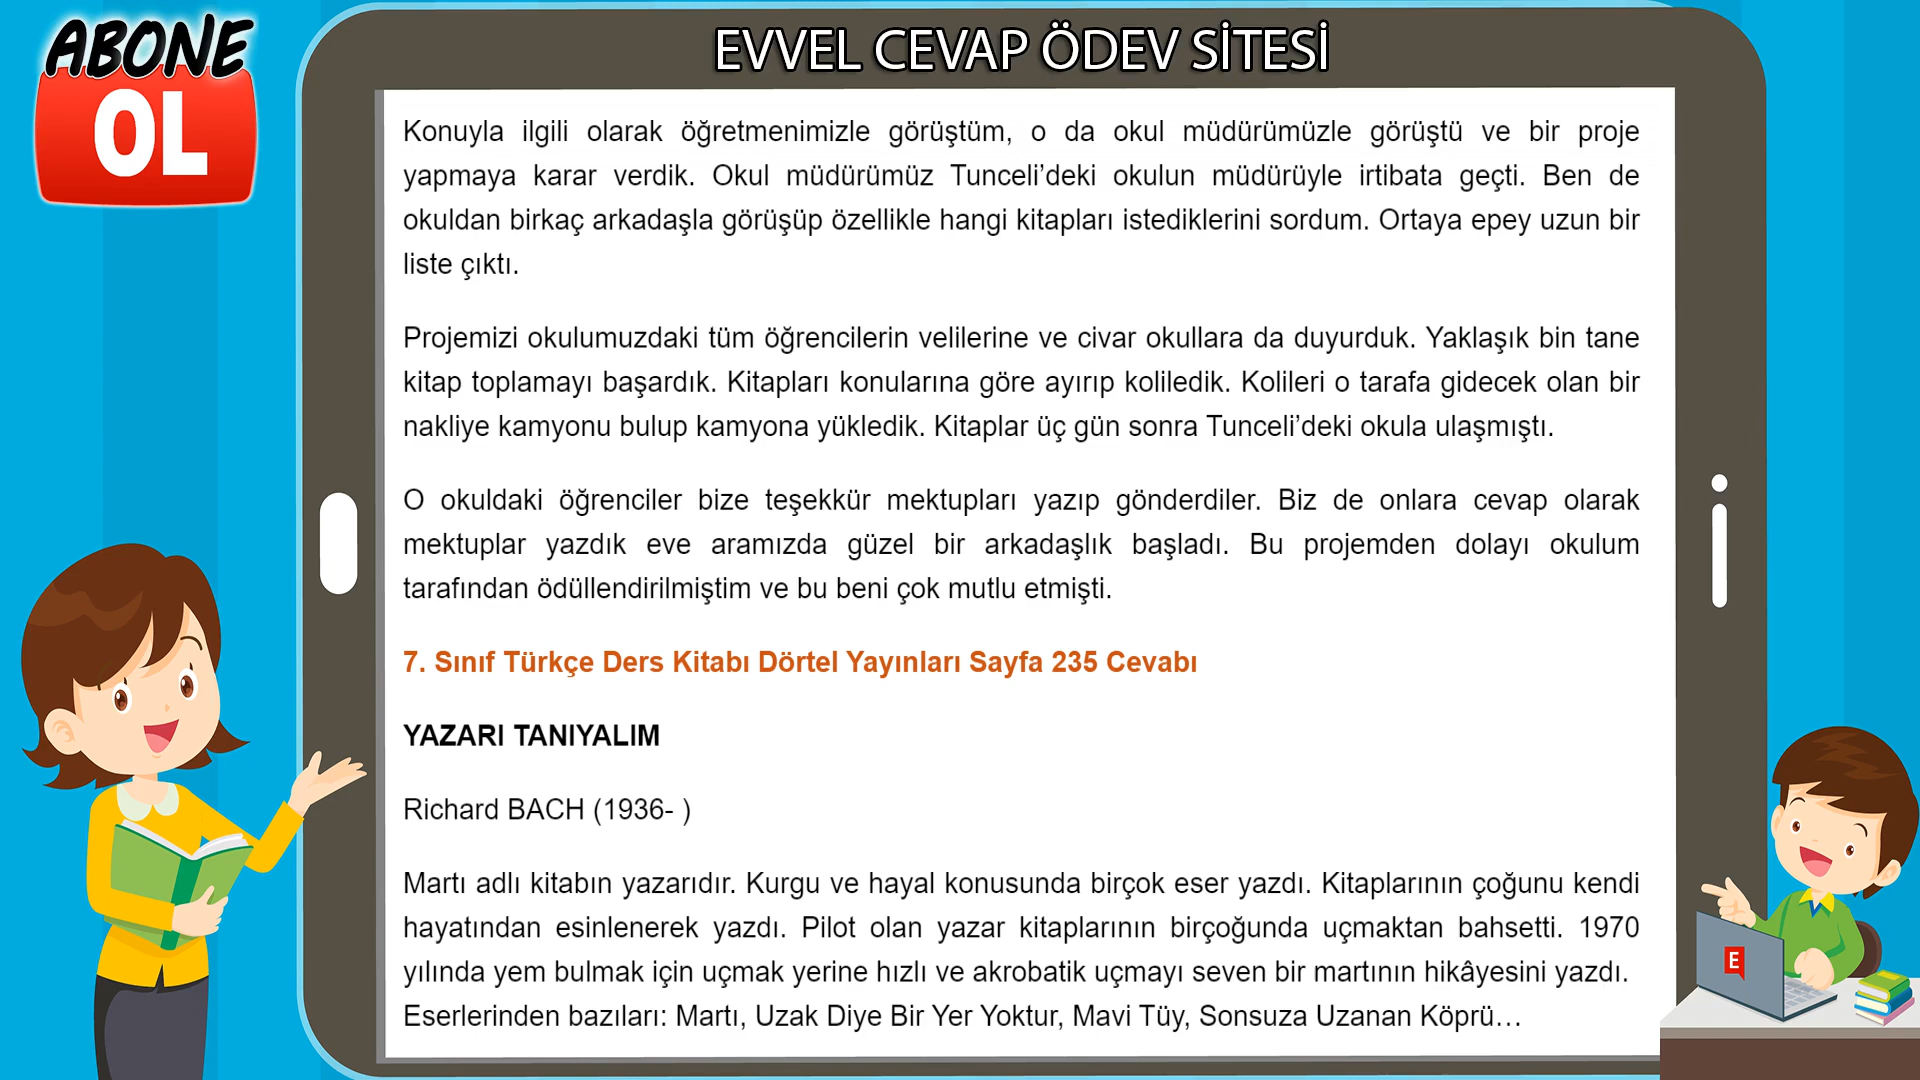 ABONE
OL
EVVEL CEVAP ÖDEV SİTESİ
Konuyla ilgili olarak öğretmenimizle görüştüm, o da okul müdürümüzle görüştü ve bir proje
yapmaya karar verdik. Okul müdürümüz Tunceli’deki okulun müdürüyle irtibata geçti. Ben de
okuldan birkaç arkadaşla görüşüp özellikle hangi kitapları istediklerini sordum. Ortaya epey uzun bir
liste çıktı.
Projemizi okulumuzdaki tüm öğrencilerin velilerine ve civar okullara da duyurduk. Yaklaşık bin tane
kitap toplamayı başardık. Kitapları konularına göre ayırıp koliledik. Kolileri o tarafa gidecek olan bir
nakliye kamyonu bulup kamyona yükledik. Kitaplar üç gün sonra Tunceli’deki okula ulaşmıştı.
O okuldaki öğrenciler bize teşekkür mektupları yazıp gönderdiler. Biz de onlara cevap olarak
mektuplar yazdık eve aramızda güzel bir arkadaşlık başladı. Bu projemden dolayı okulum
tarafından ödüllendirilmiştim ve bu beni çok mutlu etmişti.
7. Sınıf Türkçe Ders Kitabı Dörtel Yayınları Sayfa 235 Cevabı
YAZARI TANIYALIM
Richard BACH (1936- )
Martı adlı kitabın yazarıdır. Kurgu ve hayal konusunda birçok eser yazdı. Kitaplarının çoğunu kendi
hayatından esinlenerek yazdı. Pilot olan yazar kitaplarının birçoğunda uçmaktan bahsetti. 1970
yılında yem bulmak için uçmak yerine hızlı ve akrobatik uçmayı seven bir martının hikâyesini yazdı.
Eserlerinden bazıları: Martı, Uzak Diye Bir Yer Yoktur, Mavi Tüy, Sonsuza Uzanan Köprü…
E